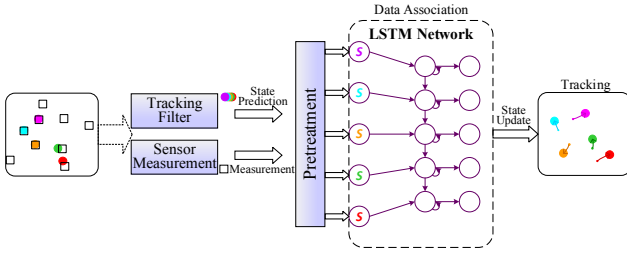 Data Association
LSTM Network
Tracking
Filter
State
Prediction
Sensor
Measurement
Measurement
Pretreatment
S
S
S
S
S
State
Update
Tracking